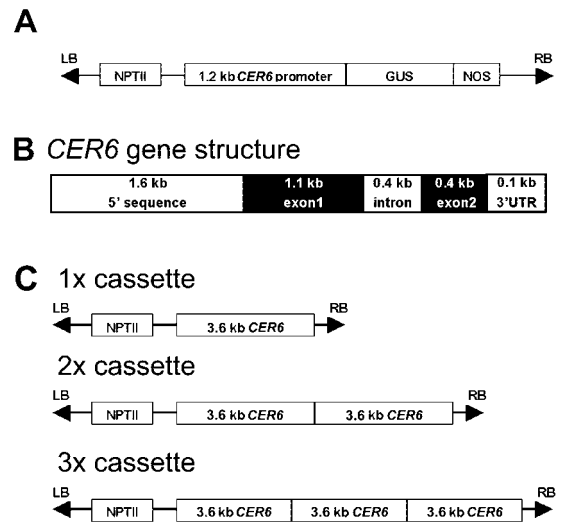 A
LB RB
NPTII 1.2 kb CER6 promoter GUS NOS
B CER6 gene structure
1.6 kb 1.1 kb 0.4 kb 0.4 kb 0.1 kb
5' sequence exon1 intron exon2 3'UTR
C 1x cassette
LB RB
NPTII 3.6 kb CER6
2x cassette
LB RB
NPTII 3.6 kb CER6 3.6 kb CER6
3x cassette
LB RB
NPTII 3.6 kb CER6 3.6 kb CER6 3.6 kb CER6